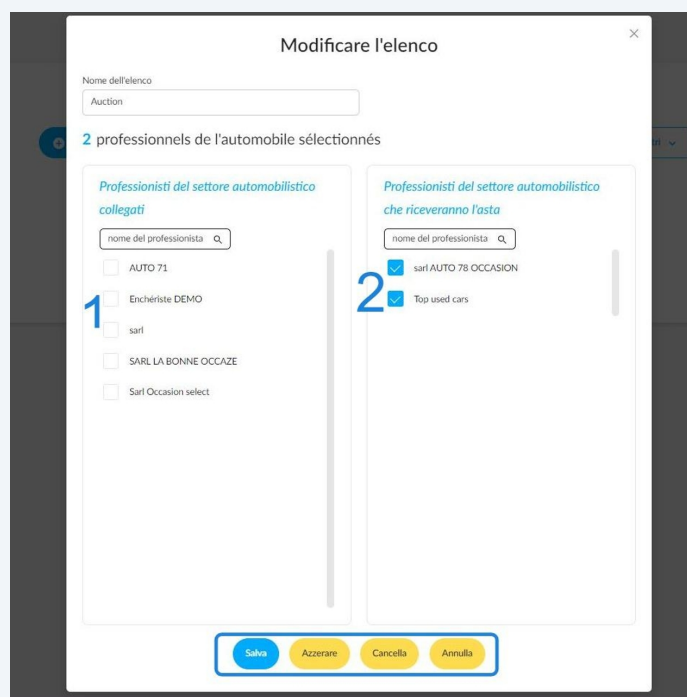 Modificare l'elenco
Nome dell'elenco
Auction
2 professionnels de l'automobile sélectionnés
Professionisti del settore automobilistico
collegati
nome del professionista
AUTO 71
Enchériste DEMO
sarl
SARL LA BONNE OCCAZE
Sarl Occasion select
1
Professionisti del settore automobilistico
che riceveranno l'asta
nome del professionista
sarl AUTO 78 OCCASION
Top used cars
2
Salva
Azzerare
Cancella
Annulla